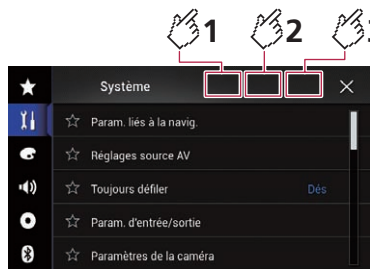 1 2 3
Système
Param. liés à la navig.
Réglages source AV
Toujours défiler Dés
Param. d'entrée/sortie
Paramètres de la caméra